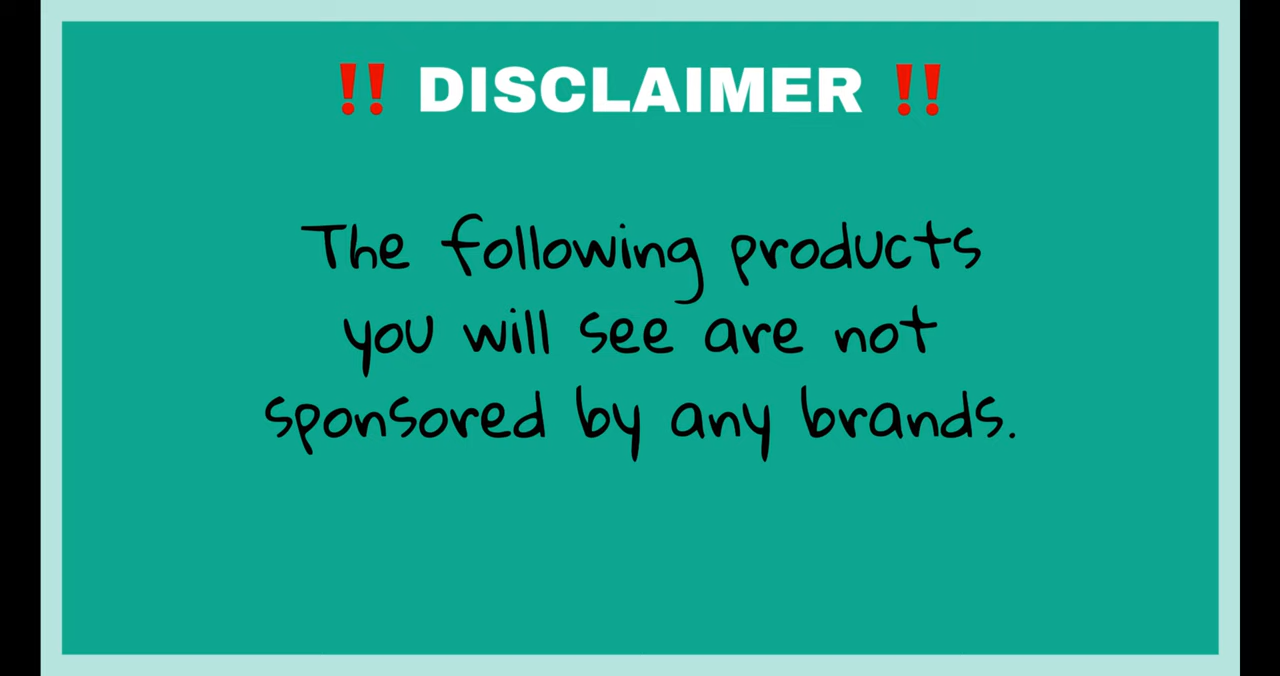 ‼ DISCLAIMER ‼
The following products
you will see are not
sponsored by any brands.